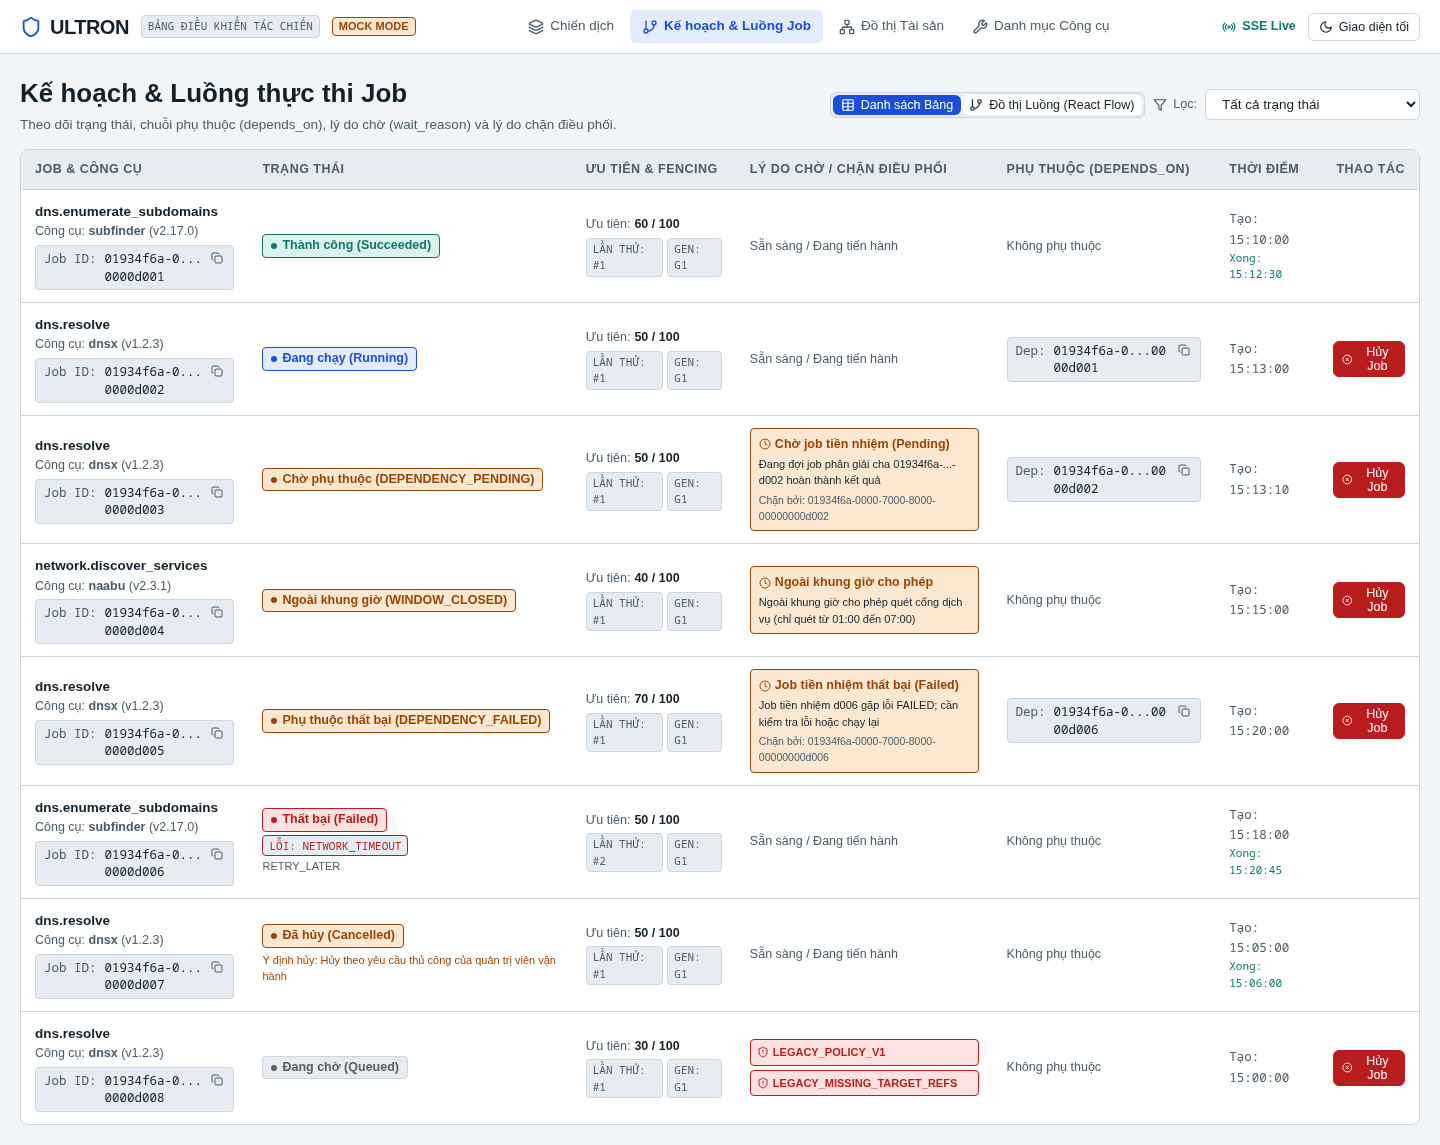 ULTRON
BẢNG ĐIỀU KHIỂN TÁC CHIẾN
MOCK MODE
Chiến dịch
Kế hoạch & Luồng Job
Đồ thị Tài sản
Danh mục Công cụ
SSE Live
Giao diện tối
Kế hoạch & Luồng thực thi Job
Theo dõi trạng thái, chuỗi phụ thuộc (depends_on), lý do chờ (wait_reason) và lý do chặn điều phối.
Danh sách Bảng
Đồ thị Luồng (React Flow)
Lọc:
Tất cả trạng thái
JOB & CÔNG CỤ
TRẠNG THÁI
ƯU TIÊN & FENCING
LÝ DO CHỜ / CHẶN ĐIỀU PHỐI
PHỤ THUỘC (DEPENDS_ON)
THỜI ĐIỂM
THAO TÁC
dns.enumerate_subdomains
Công cụ: subfinder (v2.17.0)
Job ID: 01934f6a-0...
0000d001
Thành công (Succeeded)
Ưu tiên: 60 / 100
LẦN THỬ:
#1
GEN:
G1
Sẵn sàng / Đang tiến hành
Không phụ thuộc
Tạo:
15:10:00
Xong:
15:12:30
dns.resolve
Công cụ: dnsx (v1.2.3)
Job ID: 01934f6a-0...
0000d002
Đang chạy (Running)
Ưu tiên: 50 / 100
LẦN THỬ:
#1
GEN:
G1
Sẵn sàng / Đang tiến hành
Dep: 01934f6a-0...00
00d001
Tạo:
15:13:00
Hủy
Job
dns.resolve
Công cụ: dnsx (v1.2.3)
Job ID: 01934f6a-0...
0000d003
Chờ phụ thuộc (DEPENDENCY_PENDING)
Ưu tiên: 50 / 100
LẦN THỬ:
#1
GEN:
G1
Chờ job tiền nhiệm (Pending)
Đang đợi job phân giải cha 01934f6a-...-
d002 hoàn thành kết quả
Chặn bởi: 01934f6a-0000-7000-8000-
00000000d002
Dep: 01934f6a-0...00
00d002
Tạo:
15:13:10
Hủy
Job
network.discover_services
Công cụ: naabu (v2.3.1)
Job ID: 01934f6a-0...
0000d004
Ngoài khung giờ (WINDOW_CLOSED)
Ưu tiên: 40 / 100
LẦN THỬ:
#1
GEN:
G1
Ngoài khung giờ cho phép
Ngoài khung giờ cho phép quét cổng dịch
vụ (chỉ quét từ 01:00 đến 07:00)
Không phụ thuộc
Tạo:
15:15:00
Hủy
Job
dns.resolve
Công cụ: dnsx (v1.2.3)
Job ID: 01934f6a-0...
0000d005
Phụ thuộc thất bại (DEPENDENCY_FAILED)
Ưu tiên: 70 / 100
LẦN THỬ:
#1
GEN:
G1
Job tiền nhiệm thất bại (Failed)
Job tiền nhiệm d006 gặp lỗi FAILED; cần
kiểm tra lỗi hoặc chạy lại
Chặn bởi: 01934f6a-0000-7000-8000-
00000000d006
Dep: 01934f6a-0...00
00d006
Tạo:
15:20:00
Hủy
Job
dns.enumerate_subdomains
Công cụ: subfinder (v2.17.0)
Job ID: 01934f6a-0...
0000d006
Thất bại (Failed)
LỖI: NETWORK_TIMEOUT
RETRY_LATER
Ưu tiên: 50 / 100
LẦN THỬ:
#2
GEN:
G1
Sẵn sàng / Đang tiến hành
Không phụ thuộc
Tạo:
15:18:00
Xong:
15:20:45
dns.resolve
Công cụ: dnsx (v1.2.3)
Job ID: 01934f6a-0...
0000d007
Đã hủy (Cancelled)
Ý định hủy: Hủy theo yêu cầu thủ công của quản trị viên vận
hành
Ưu tiên: 50 / 100
LẦN THỬ:
#1
GEN:
G1
Sẵn sàng / Đang tiến hành
Không phụ thuộc
Tạo:
15:05:00
Xong:
15:06:00
dns.resolve
Công cụ: dnsx (v1.2.3)
Job ID: 01934f6a-0...
0000d008
Đang chờ (Queued)
Ưu tiên: 30 / 100
LẦN THỬ:
#1
GEN:
G1
LEGACY_POLICY_V1
LEGACY_MISSING_TARGET_REFS
Không phụ thuộc
Tạo:
15:00:00
Hủy
Job